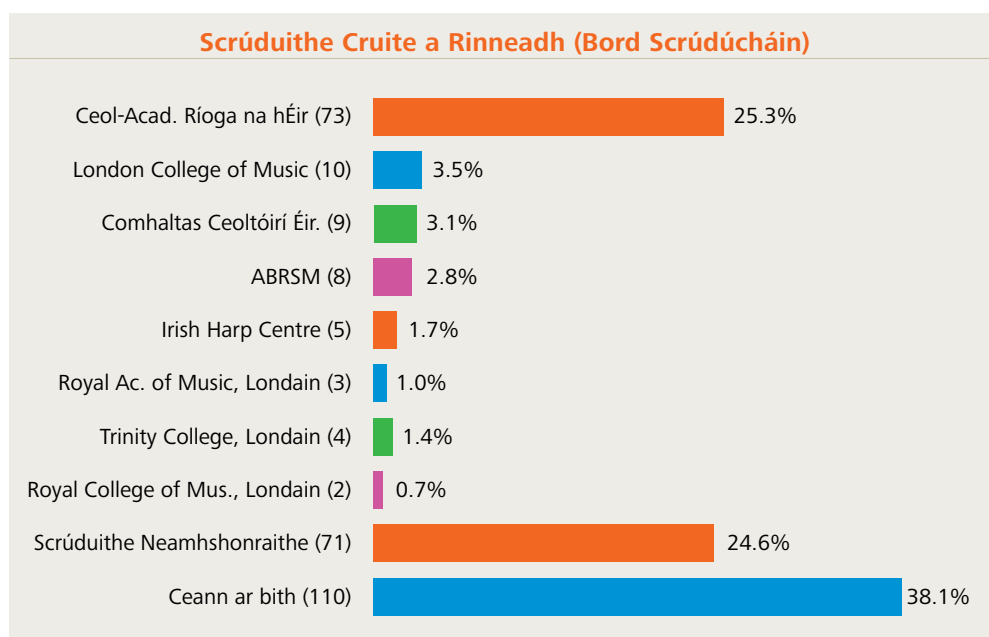 Scrúduithe Cruite a Rinneadh (Bord Scrúdúcháin)
Ceol-Acad. Ríoga na hÉir (73) 25.3%
London College of Music (10) 3.5%
Comhaltas Ceoltóirí Éir. (9) 3.1%
ABRSM (8) 2.8%
Irish Harp Centre (5) 1.7%
Royal Ac. of Music, Londain (3) 1.0%
Trinity College, Londain (4) 1.4%
Royal College of Mus., Londain (2) 0.7%
Scrúduithe Neamhshonraithe (71) 24.6%
Ceann ar bith (110) 38.1%